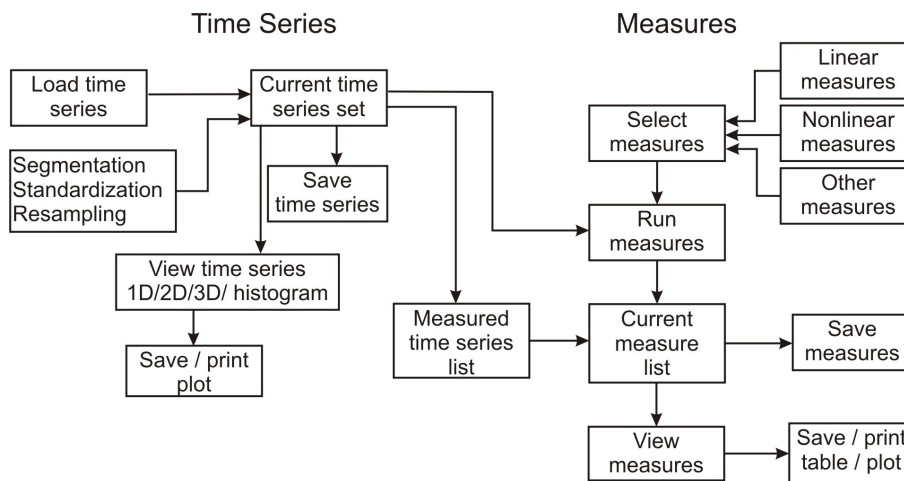 Time Series
Measures
Load time
series
Current time
series set
Segmentation
Standardization
Resampling
Save
time series
View time series
1D/2D/3D/ histogram
Save / print
plot
Measured
time series
list
Linear
measures
Select
measures
Nonlinear
measures
Other
measures
Run
measures
Current
measure
list
Save
measures
View
measures
Save / print
table / plot